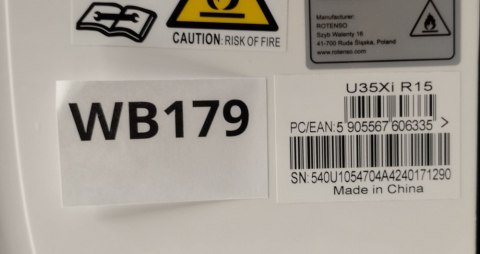 CAUTION: RISK OF FIRE
Manufacturer:
ROTENSO
Szyb Walenty 16
41-700 Ruda Śląska, Poland
www.rotenso.com
WB179
U35Xi R15
PC/EAN: 5 905567 606335 >
SN: 540U1054704A4240171290
Made in China